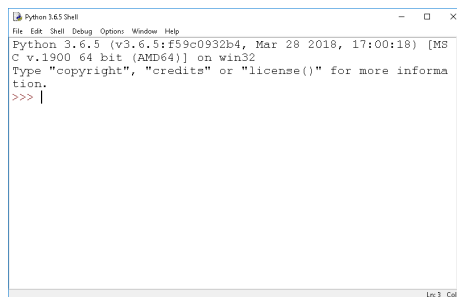 Python 3.6.5 Shell
File Edit Shell Debug Options Window Help
Python 3.6.5 (v3.6.5:f59c0932b4, Mar 28 2018, 17:00:18) [MS
C v.1900 64 bit (AMD64)] on win32
Type "copyright", "credits" or "license()" for more informa
tion.
>>>
Ln: 3 Col